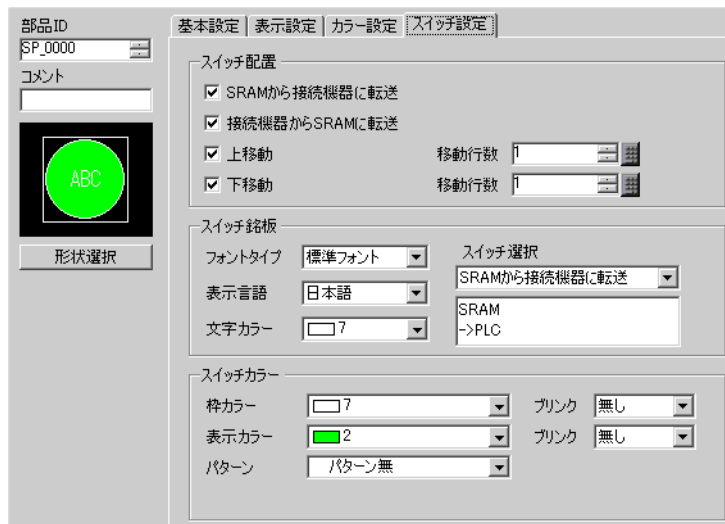 部品ID
SP_0000
コメント
ABC
形状選択
基本設定 表示設定 カラー設定 スイッチ設定
スイッチ配置
SRAMから接続機器に転送
接続機器からSRAMに転送
上移動 移動行数 1
下移動 移動行数 1
スイッチ銘板
フォントタイプ 標準フォント
表示言語 日本語
文字カラー 7
スイッチ選択
SRAMから接続機器に転送
SRAM
->PLC
スイッチカラー
枠カラー 7 ブリンク 無し
表示カラー 2 ブリンク 無し
パターン パターン無